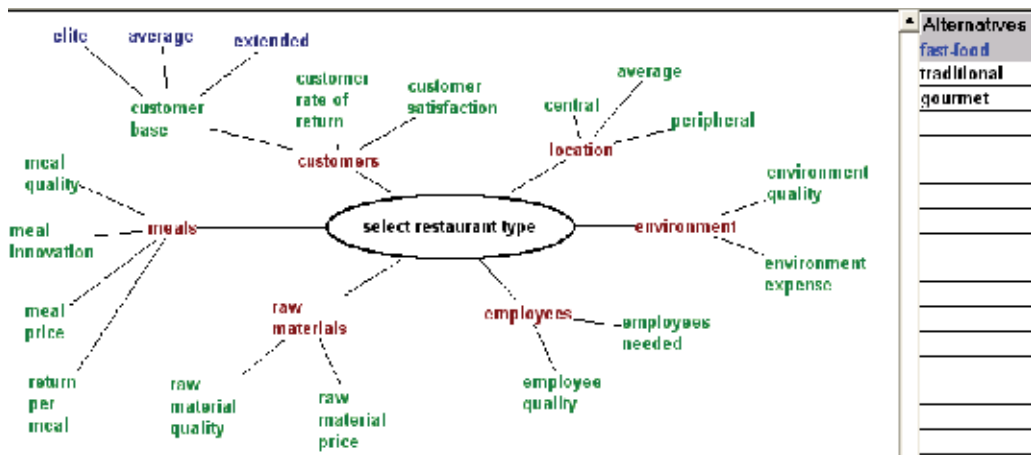 elite
average
extended
customer
base
customer
rate of
return
customer
satisfaction
customers
central
average
peripheral
location
meal
quality
meal
innovation
meals
meal
price
return
per
meal
select restaurant type
environment
quality
environment
environment
expense
raw
materials
raw
material
quality
raw
material
price
employees
employees
needed
employee
quality
Alternatives
fast-food
traditional
gourmet